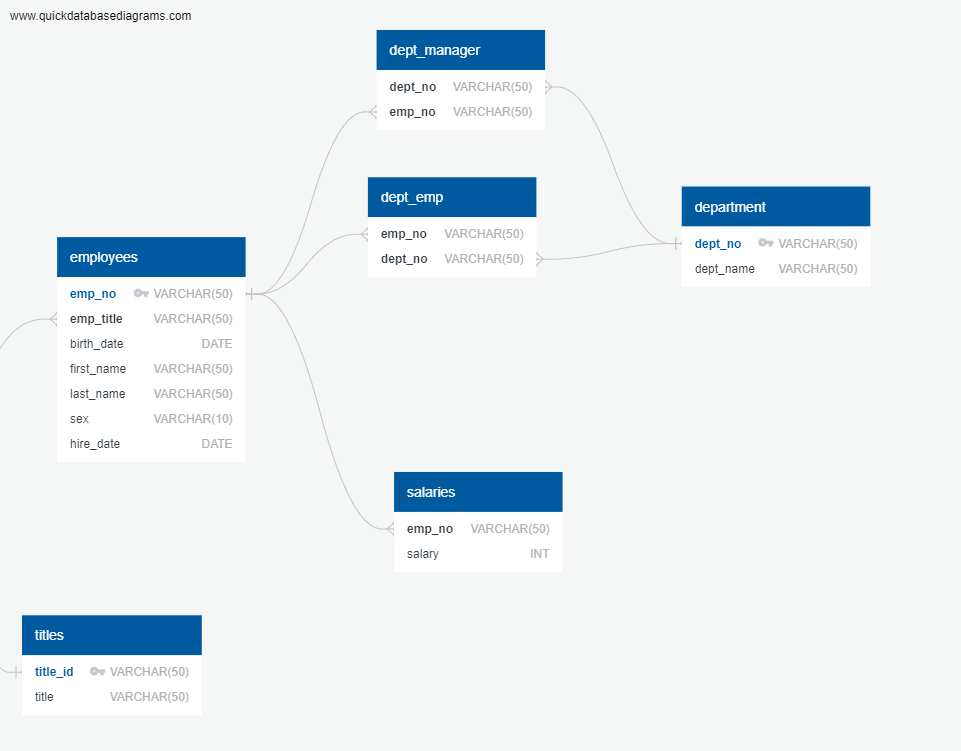 www.quickdatabasediagrams.com
dept_manager
dept_no VARCHAR(50)
emp_no VARCHAR(50)
dept_emp
emp_no VARCHAR(50)
dept_no VARCHAR(50)
department
dept_no VARCHAR(50)
dept_name VARCHAR(50)
employees
emp_no VARCHAR(50)
emp_title VARCHAR(50)
birth_date DATE
first_name VARCHAR(50)
last_name VARCHAR(50)
sex VARCHAR(10)
hire_date DATE
salaries
emp_no VARCHAR(50)
salary INT
titles
title_id VARCHAR(50)
title VARCHAR(50)